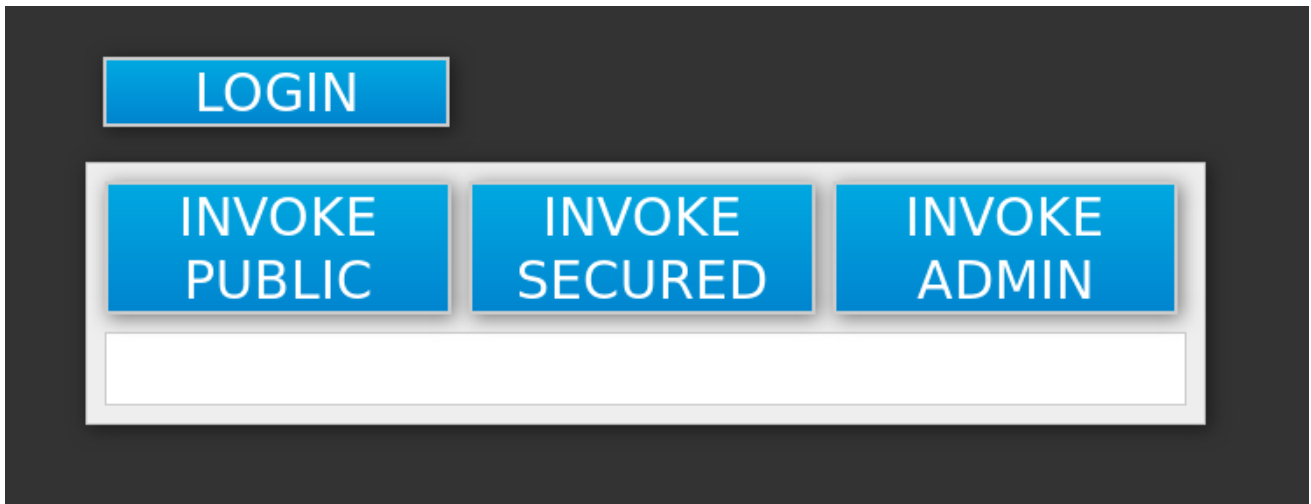 LOGIN
INVOKE
PUBLIC
INVOKE
SECURED
INVOKE
ADMIN